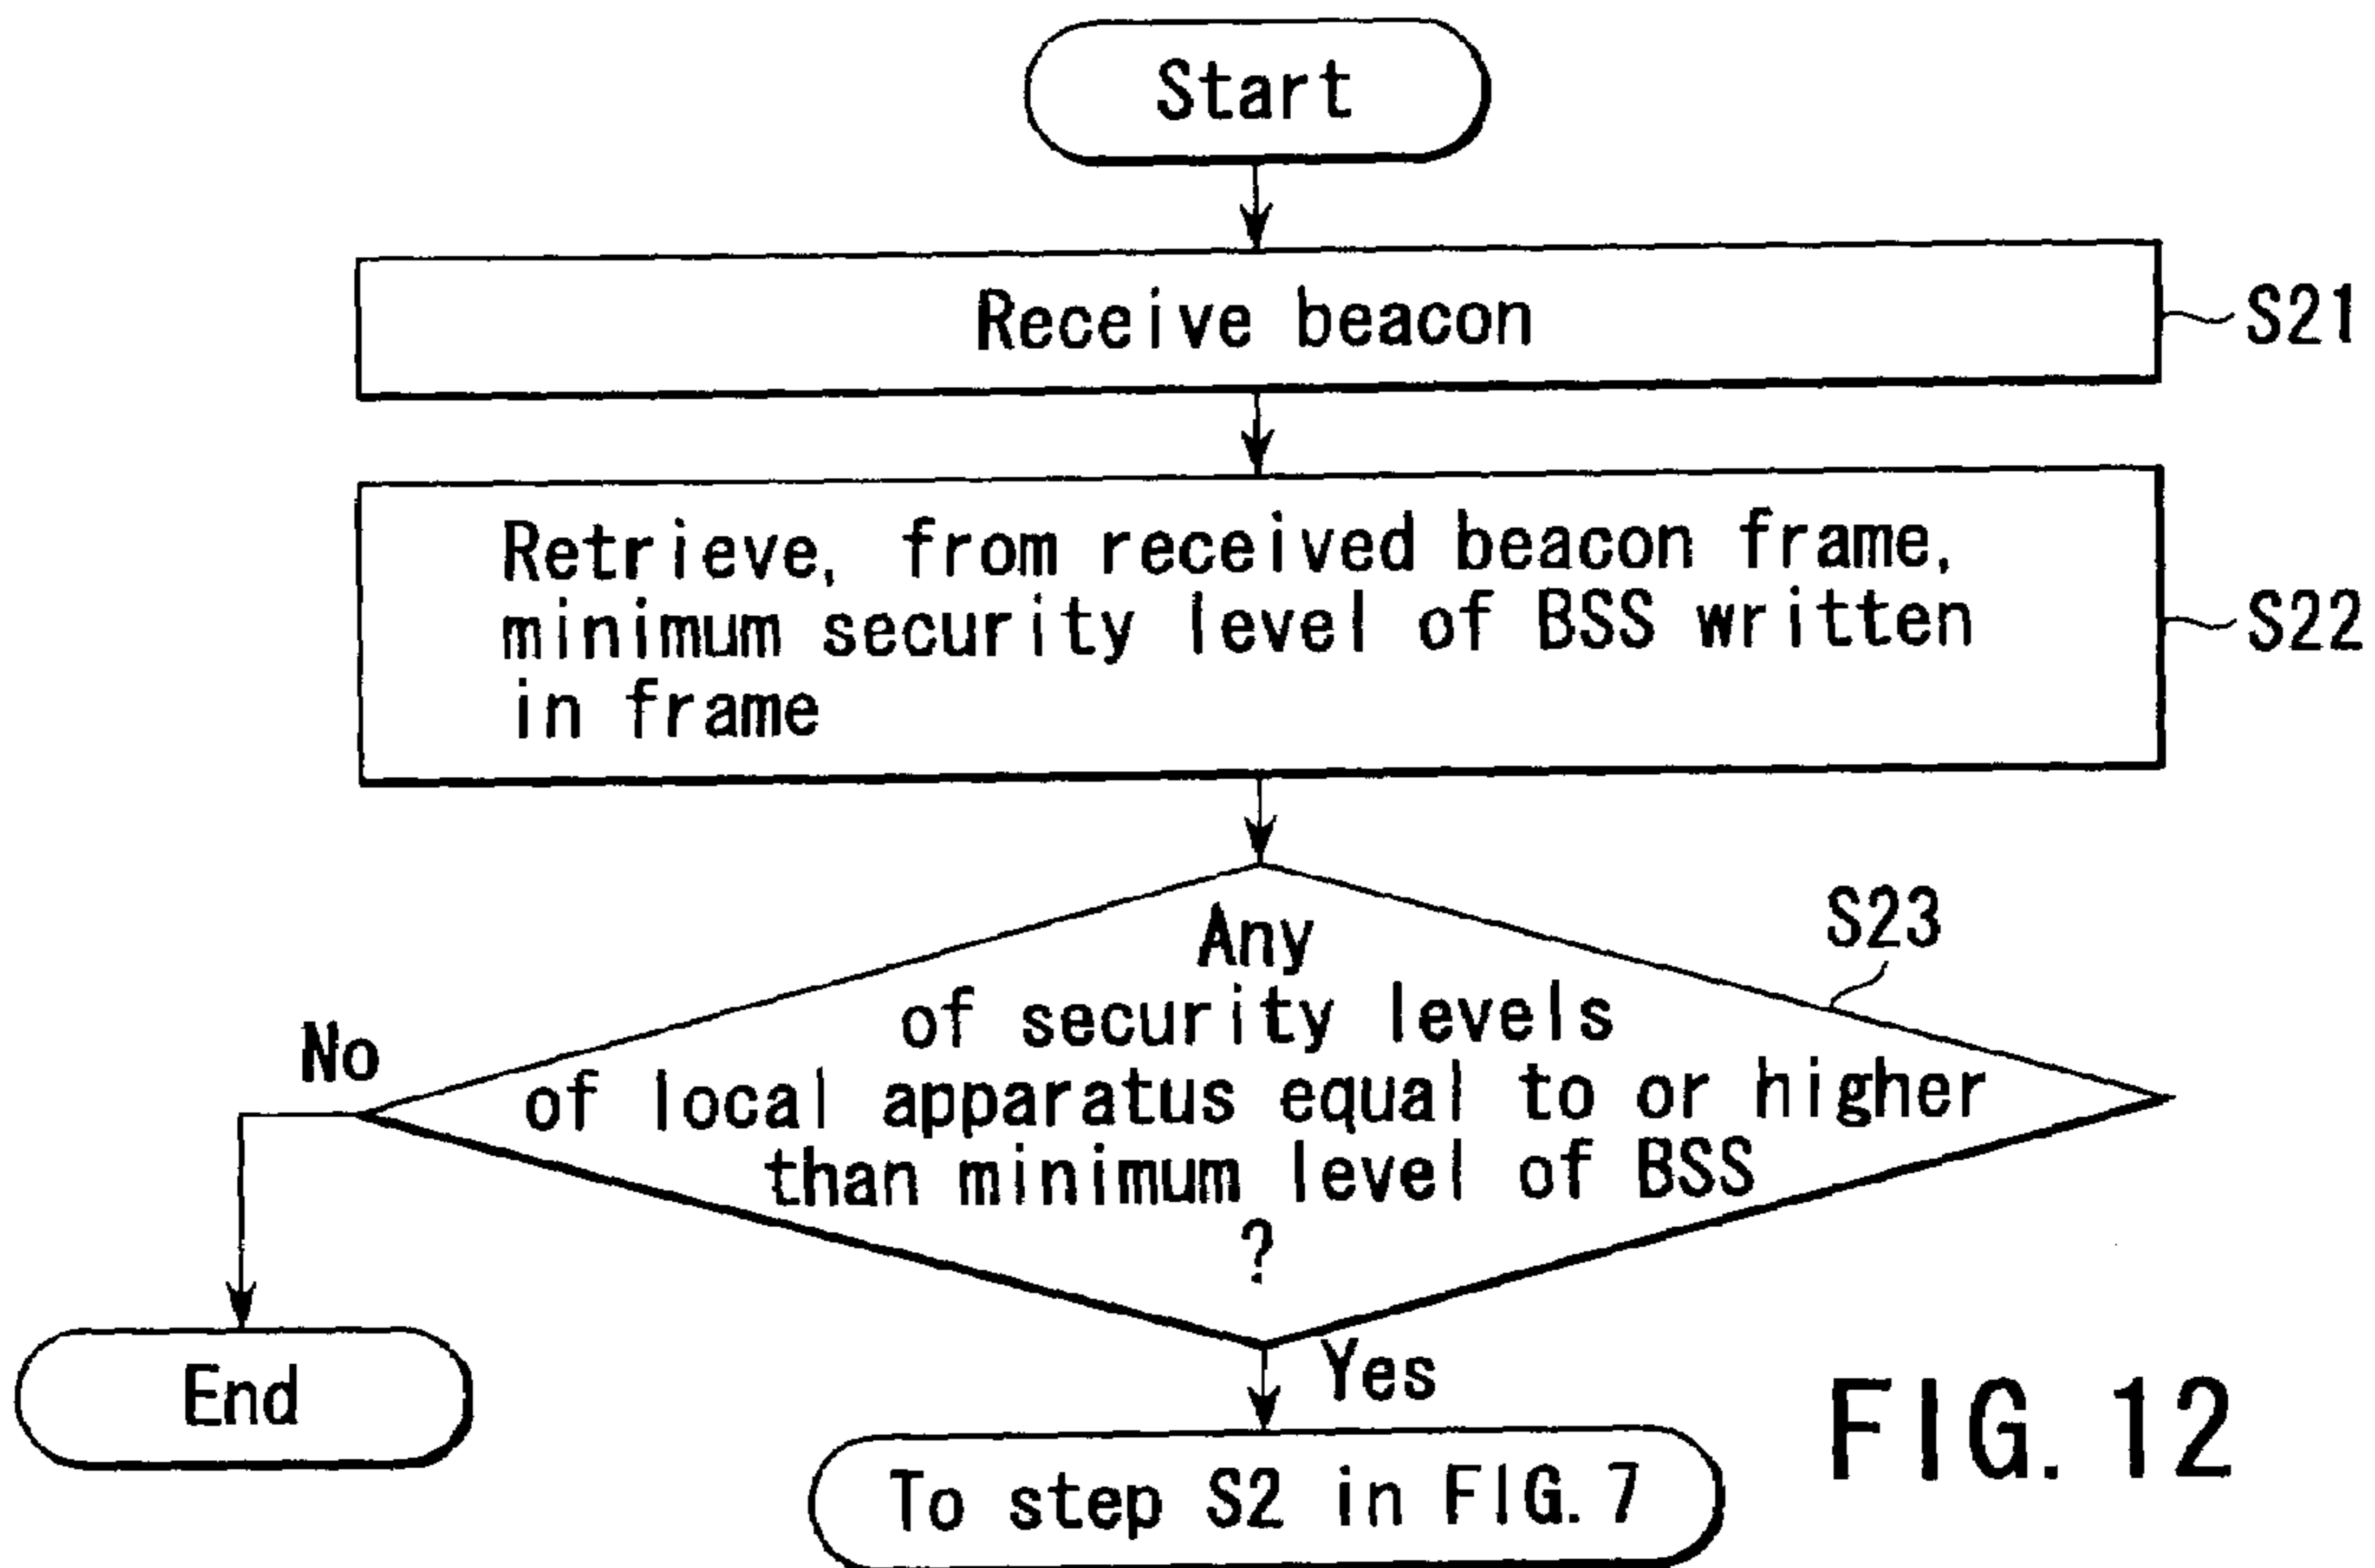 Start
Receive beacon
S21
Retrieve, from received beacon frame,
minimum security level of BSS written
in frame
S22
S23
Any
of security levels
of local apparatus equal to or higher
than minimum level of BSS
?
No
Yes
End
To step S2 in FIG. 7
FIG. 12